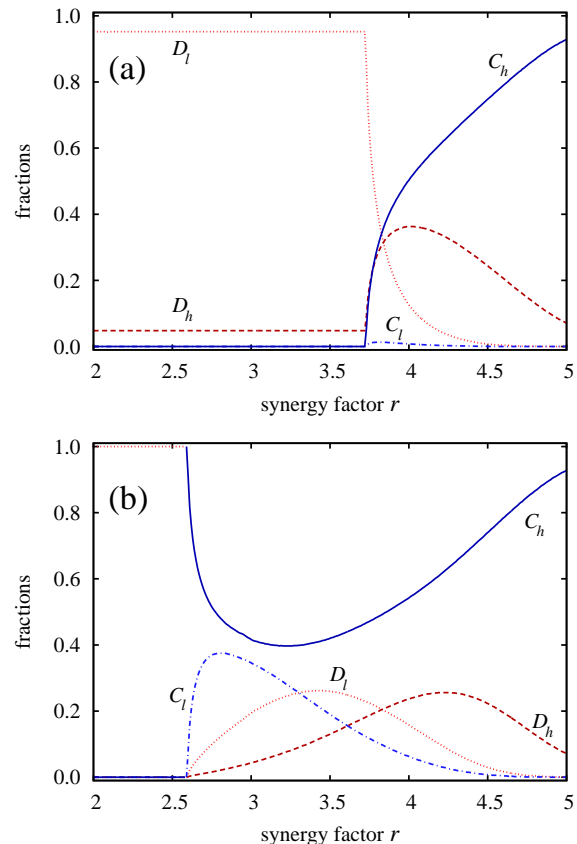 1.0
(a)
D_l
C_h
0.8
0.6
fractions
0.4
0.2
D_h
C_l
0.0
2 2.5 3 3.5 4 4.5 5
synergy factor r
1.0
(b)
0.8
C_h
0.6
fractions
0.4
C_l
D_l
0.2
D_h
0.0
2 2.5 3 3.5 4 4.5 5
synergy factor r